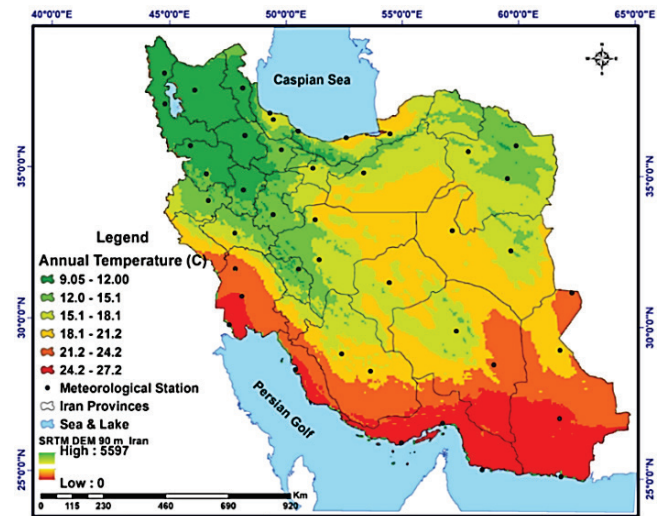 40°0'0"E 45°0'0"E 50°0'0"E 55°0'0"E 60°0'0"E 65°0'0"E
Caspian Sea
35°0'0"N 35°0'0"N
Legend
Annual Temperature (C)
9.05 - 12.00
12.0 - 15.1
15.1 - 18.1
18.1 - 21.2
21.2 - 24.2
24.2 - 27.2
Meteorological Station
Iran Provinces
Sea & Lake
SRTM DEM 90 m_Iran
High : 5597
Low : 0
30°0'0"N 30°0'0"N
Persian Golf
25°0'0"N 25°0'0"N
Km
0 115 230 460 690 920